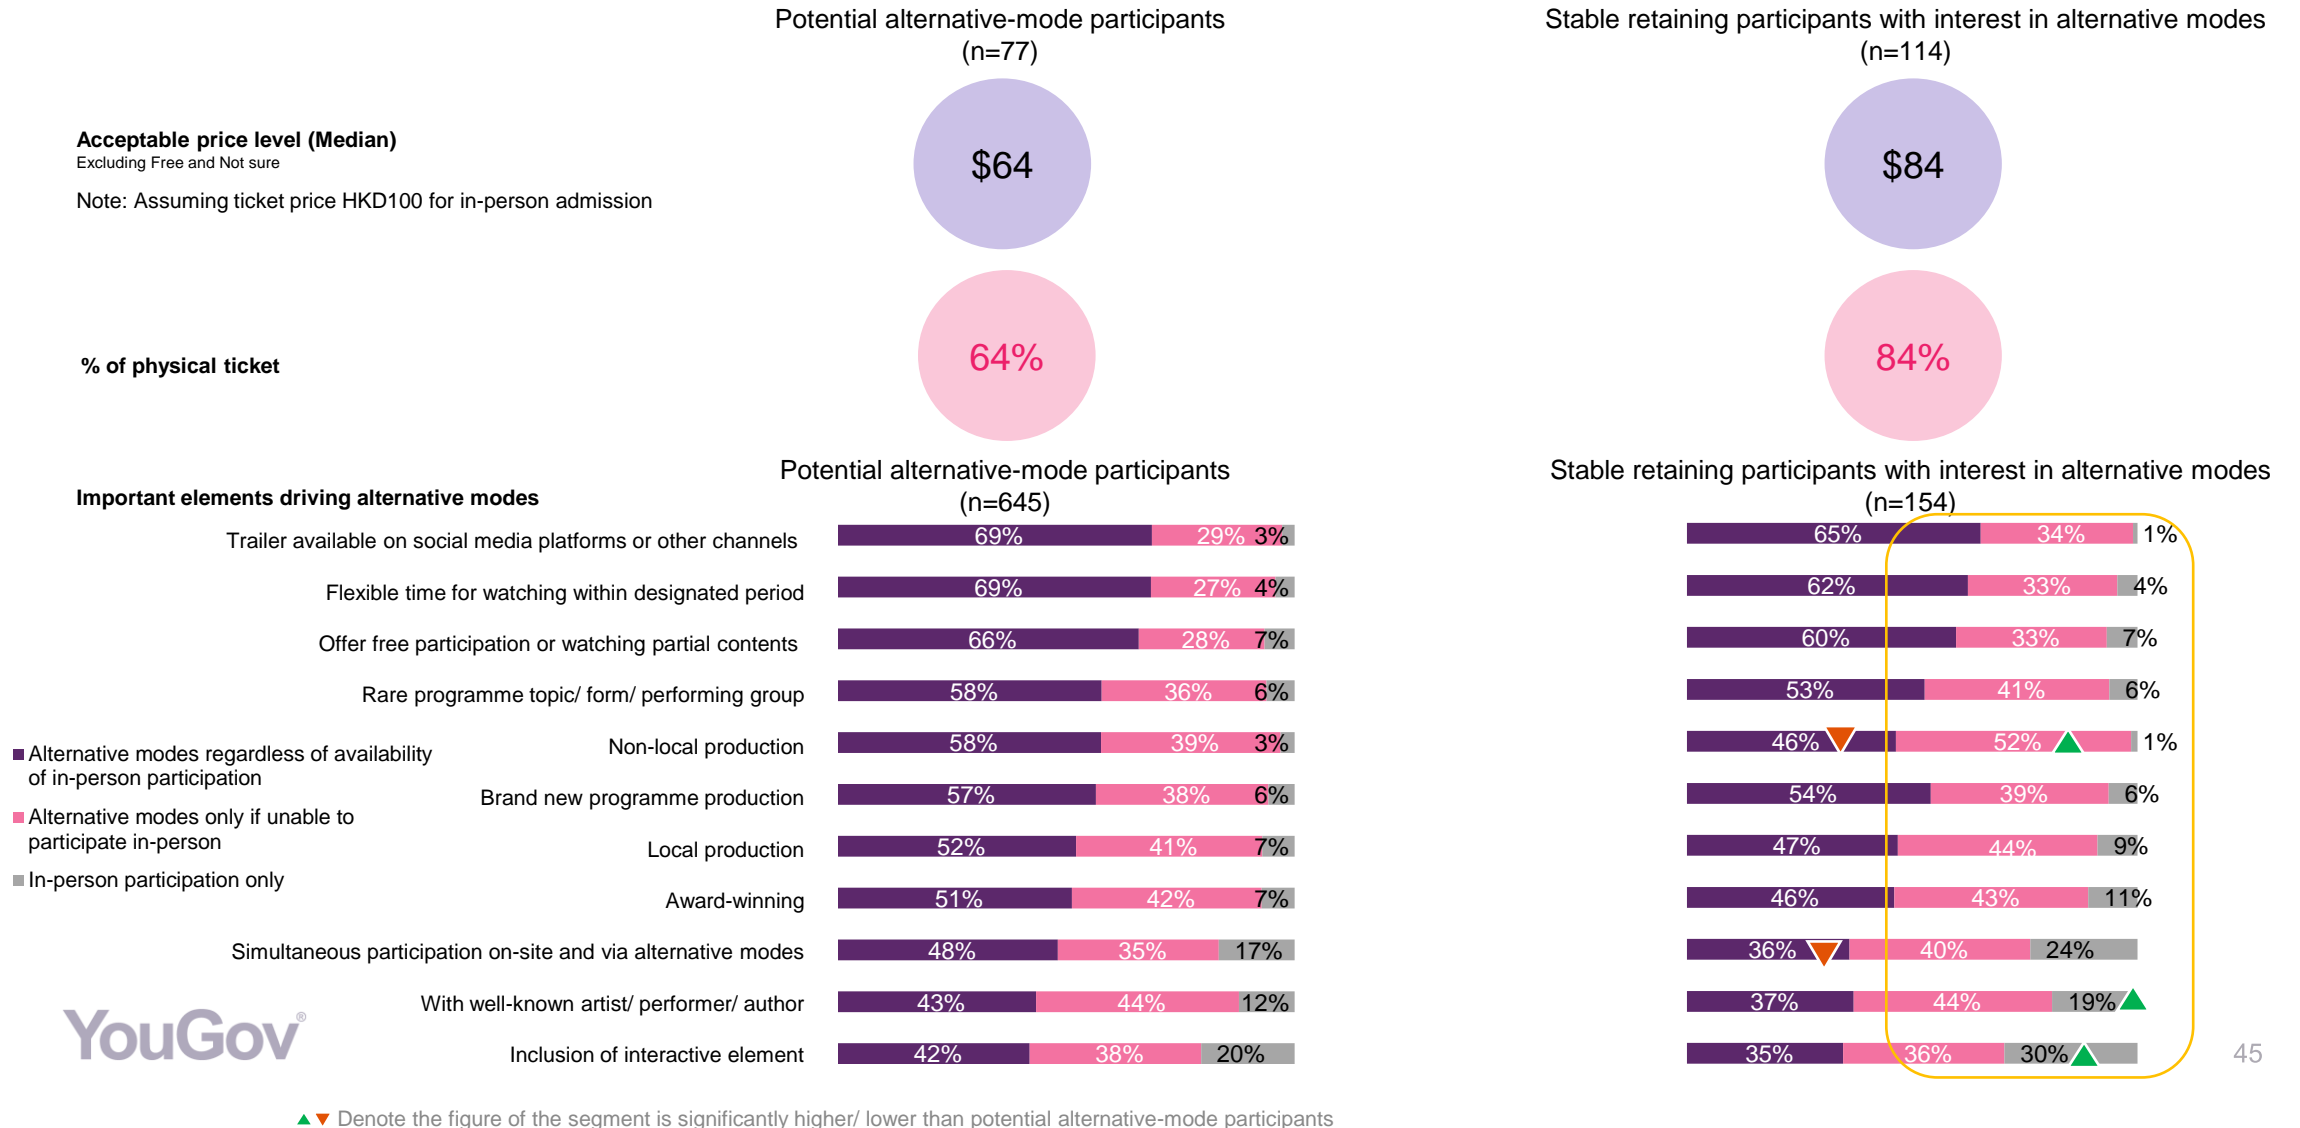 Potential alternative-mode participants
(n=77)
Stable retaining participants with interest in alternative modes
(n=114)
Acceptable price level (Median)
Excluding Free and Not sure
Note: Assuming ticket price HKD100 for in-person admission
$64
$84
% of physical ticket
64%
84%
Important elements driving alternative modes
Potential alternative-mode participants
(n=645)
Stable retaining participants with interest in alternative modes
(n=154)
Trailer available on social media platforms or other channels 69% 29% 3% 65% 34% 1%
Flexible time for watching within designated period 69% 27% 4% 62% 33% 4%
Offer free participation or watching partial contents 66% 28% 7% 60% 33% 7%
Rare programme topic/ form/ performing group 58% 36% 6% 53% 41% 6%
Non-local production 58% 39% 3% 46% 52% 1%
Brand new programme production 57% 38% 6% 54% 39% 6%
Local production 52% 41% 7% 47% 44% 9%
Award-winning 51% 42% 7% 46% 43% 11%
Simultaneous participation on-site and via alternative modes 48% 35% 17% 36% 40% 24%
With well-known artist/ performer/ author 43% 44% 12% 37% 44% 19%
Inclusion of interactive element 42% 38% 20% 35% 36% 30%
Alternative modes regardless of availability
of in-person participation
Alternative modes only if unable to
participate in-person
In-person participation only
YouGov®
45
Denote the figure of the segment is significantly higher/ lower than potential alternative-mode participants